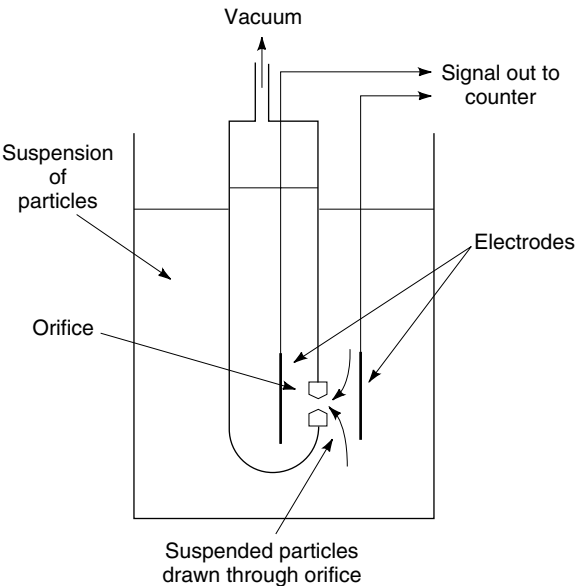 Vacuum
Signal out to
counter
Suspension
of
particles
Electrodes
Orifice
Suspended particles
drawn through orifice